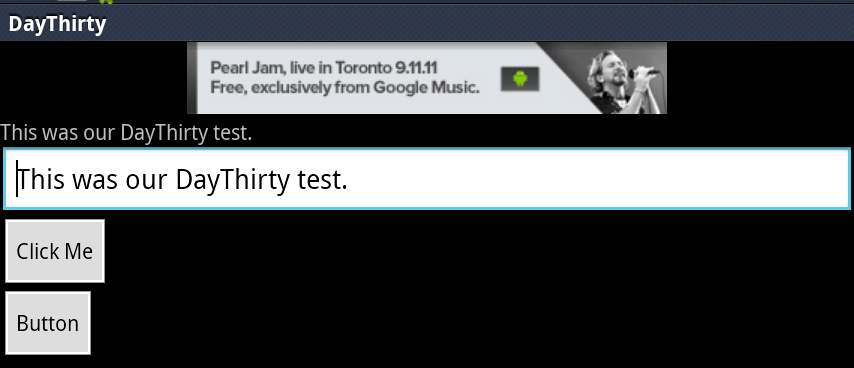 DayThirty
Pearl Jam, live in Toronto 9.11.11
Free, exclusively from Google Music.
This was our DayThirty test.
This was our DayThirty test.
Click Me
Button